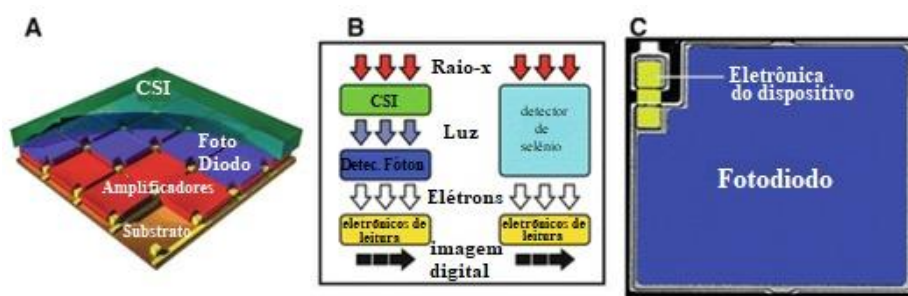 A
CSI
Foto
Diodo
Amplificadores
Substrato
B
Raio-x
CSI
detector
de
selênio
Luz
Detec. Fóton
Elétrons
eletrônicos de
leitura
eletrônicos de
leitura
imagem
digital
C
Eletrônica
do dispositivo
Fotodiodo